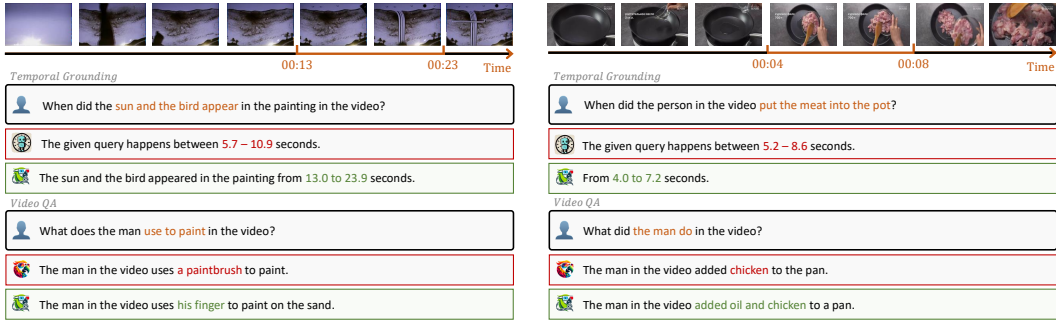 00:13
00:23
Time
Temporal Grounding
When did the sun and the bird appear in the painting in the video?
The given query happens between 5.7 – 10.9 seconds.
The sun and the bird appeared in the painting from 13.0 to 23.9 seconds.
Video QA
What does the man use to paint in the video?
The man in the video uses a paintbrush to paint.
The man in the video uses his finger to paint on the sand.
00:04
00:08
Time
Temporal Grounding
When did the person in the video put the meat into the pot?
The given query happens between 5.2 – 8.6 seconds.
From 4.0 to 7.2 seconds.
Video QA
What did the man do in the video?
The man in the video added chicken to the pan.
The man in the video added oil and chicken to a pan.